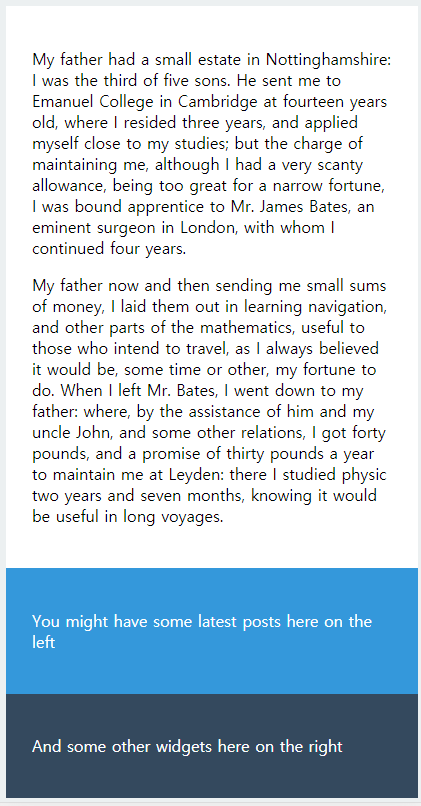 My father had a small estate in Nottinghamshire:
I was the third of five sons. He sent me to
Emanuel College in Cambridge at fourteen years
old, where I resided three years, and applied
myself close to my studies; but the charge of
maintaining me, although I had a very scanty
allowance, being too great for a narrow fortune,
I was bound apprentice to Mr. James Bates, an
eminent surgeon in London, with whom I
continued four years.
My father now and then sending me small sums
of money, I laid them out in learning navigation,
and other parts of the mathematics, useful to
those who intend to travel, as I always believed
it would be, some time or other, my fortune to
do. When I left Mr. Bates, I went down to my
father: where, by the assistance of him and my
uncle John, and some other relations, I got forty
pounds, and a promise of thirty pounds a year
to maintain me at Leyden: there I studied physic
two years and seven months, knowing it would
be useful in long voyages.
You might have some latest posts here on the
left
And some other widgets here on the right